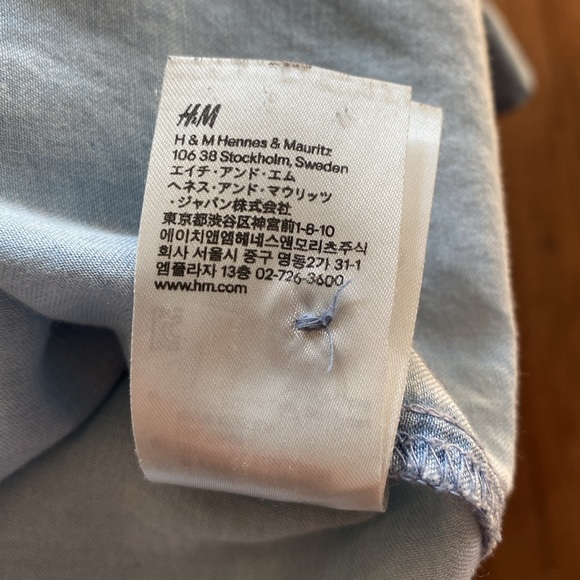 H&M
H & M Hennes & Mauritz
106 38 Stockholm, Sweden
エイチ・アンド・エム
ヘネス・アンド・マウリッツ
・ジャパン株式会社
東京都渋谷区神宮前1-8-10
에이치앤엠헤네스앤모리츠주식
회사 서울시 중구 명동2가 31-1
엠플라자 13층 02-726-3600
www.hm.com